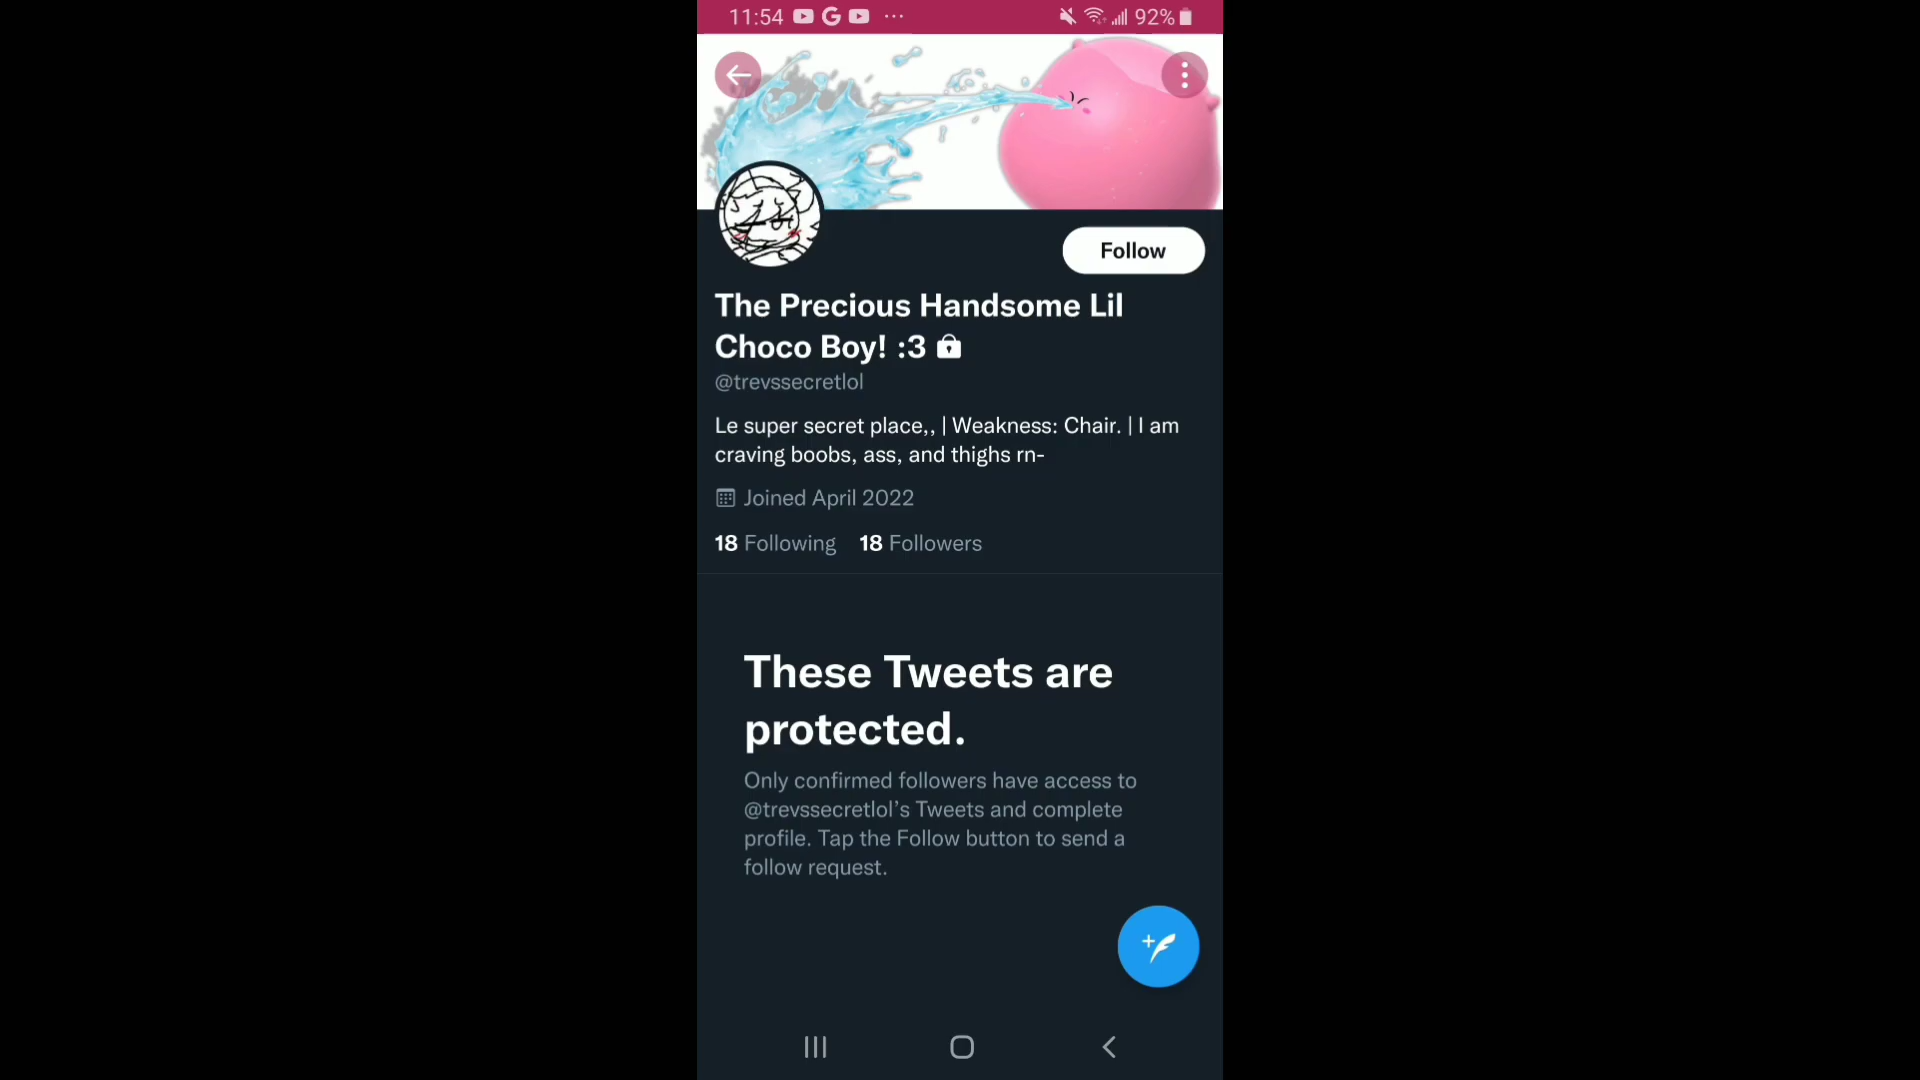 11:54
92%
Follow
The Precious Handsome Lil
Choco Boy! :3
@trevssecretlol
Le super secret place,, | Weakness: Chair. | I am
craving boobs, ass, and thighs rn-
Joined April 2022
18 Following 18 Followers
These Tweets are
protected.
Only confirmed followers have access to
@trevssecretlol’s Tweets and complete
profile. Tap the Follow button to send a
follow request.